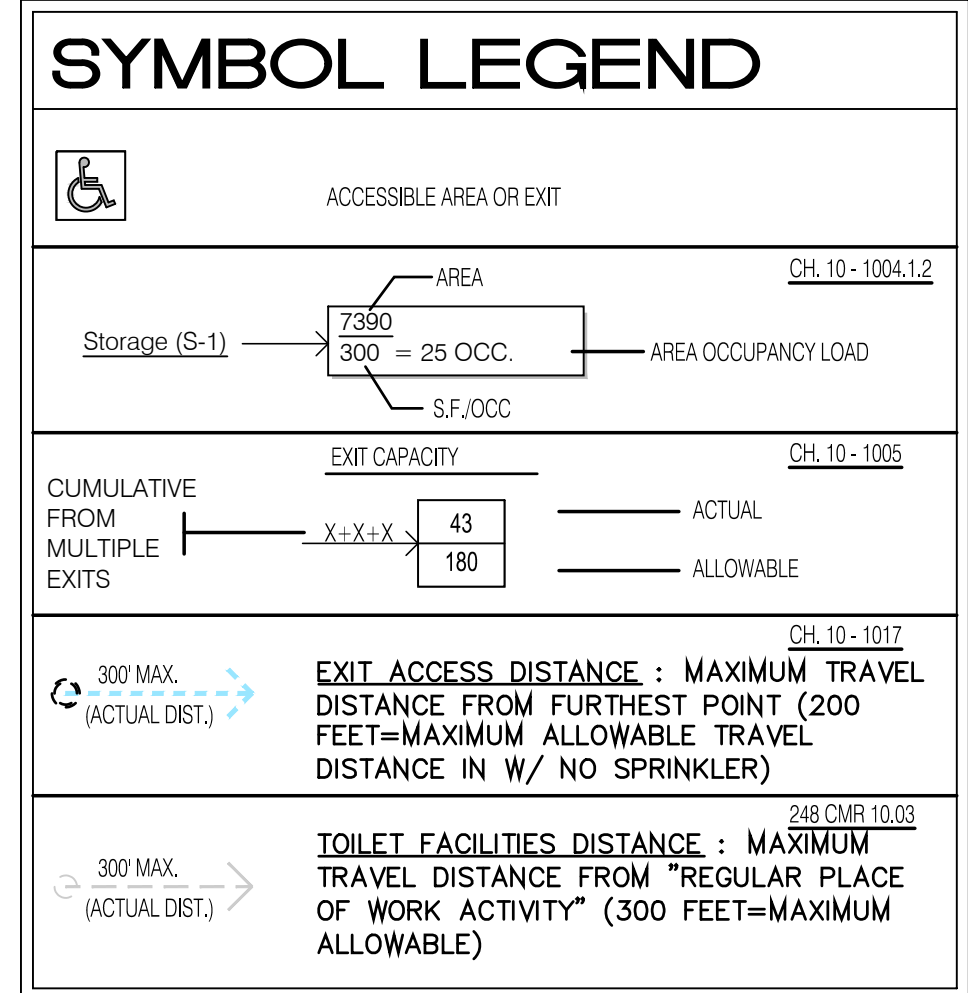 SYMBOL LEGEND
ACCESSIBLE AREA OR EXIT
CH. 10 - 1004.1.2
AREA
Storage (S-1)
7390
300 = 25 OCC.
AREA OCCUPANCY LOAD
S.F./OCC
CH. 10 - 1005
EXIT CAPACITY
CUMULATIVE
FROM
MULTIPLE
EXITS
X+X+X
43
180
ACTUAL
ALLOWABLE
CH. 10 - 1017
300' MAX.
(ACTUAL DIST.)
EXIT ACCESS DISTANCE : MAXIMUM TRAVEL
DISTANCE FROM FURTHEST POINT (200
FEET=MAXIMUM ALLOWABLE TRAVEL
DISTANCE IN W/ NO SPRINKLER)
248 CMR 10.03
300' MAX.
(ACTUAL DIST.)
TOILET FACILITIES DISTANCE : MAXIMUM
TRAVEL DISTANCE FROM "REGULAR PLACE
OF WORK ACTIVITY" (300 FEET=MAXIMUM
ALLOWABLE)